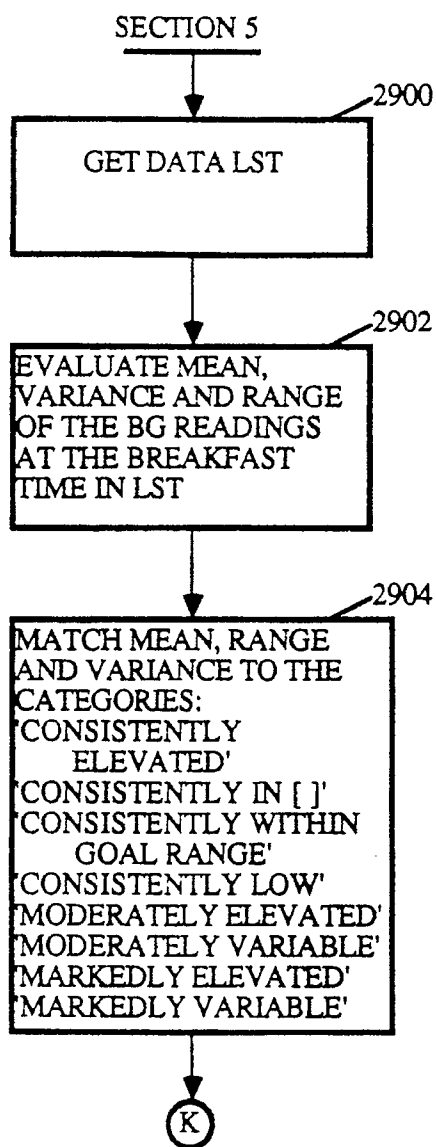 SECTION 5
2900
GET DATA LST
2902
EVALUATE MEAN,
VARIANCE AND RANGE
OF THE BG READINGS
AT THE BREAKFAST
TIME IN LST
2904
MATCH MEAN, RANGE
AND VARIANCE TO THE
CATEGORIES:
'CONSISTENTLY
ELEVATED'
'CONSISTENTLY IN [ ]'
'CONSISTENTLY WITHIN
GOAL RANGE'
'CONSISTENTLY LOW'
'MODERATELY ELEVATED'
'MODERATELY VARIABLE'
'MARKEDLY ELEVATED'
'MARKEDLY VARIABLE'
K